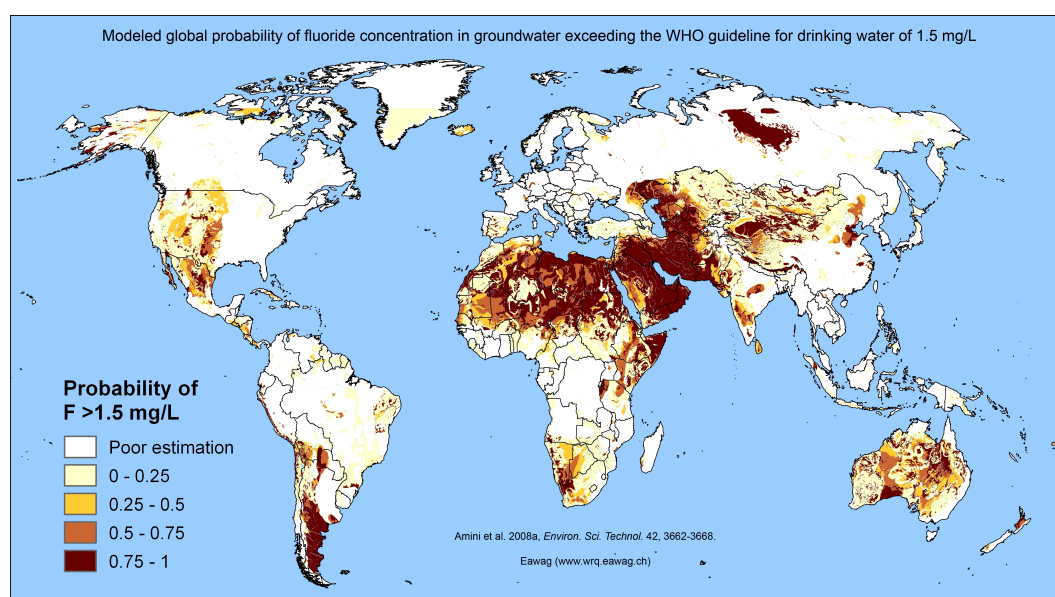 Modeled global probability of fluoride concentration in groundwater exceeding the WHO guideline for drinking water of 1.5 mg/L
Probability of
F >1.5 mg/L
Poor estimation
0 - 0.25
0.25 - 0.5
0.5 - 0.75
0.75 - 1
Amini et al. 2008a, Environ. Sci. Technol. 42, 3662-3668.
Eawag (www.wrq.eawag.ch)